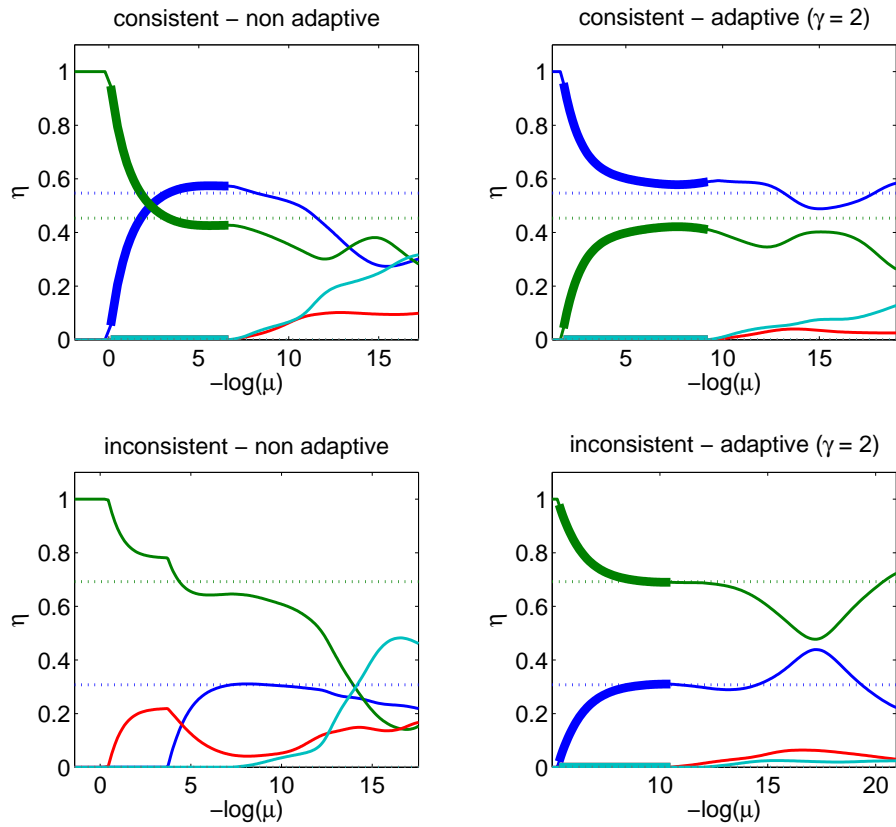 consistent − non adaptive
1
0.8
0.6
0.4
0.2
0
η
0 5 10 15
−log(μ)
consistent − adaptive (γ = 2)
1
0.8
0.6
0.4
0.2
0
η
5 10 15
−log(μ)
inconsistent − non adaptive
1
0.8
0.6
0.4
0.2
0
η
0 5 10 15
−log(μ)
inconsistent − adaptive (γ = 2)
1
0.8
0.6
0.4
0.2
0
η
10 15 20
−log(μ)